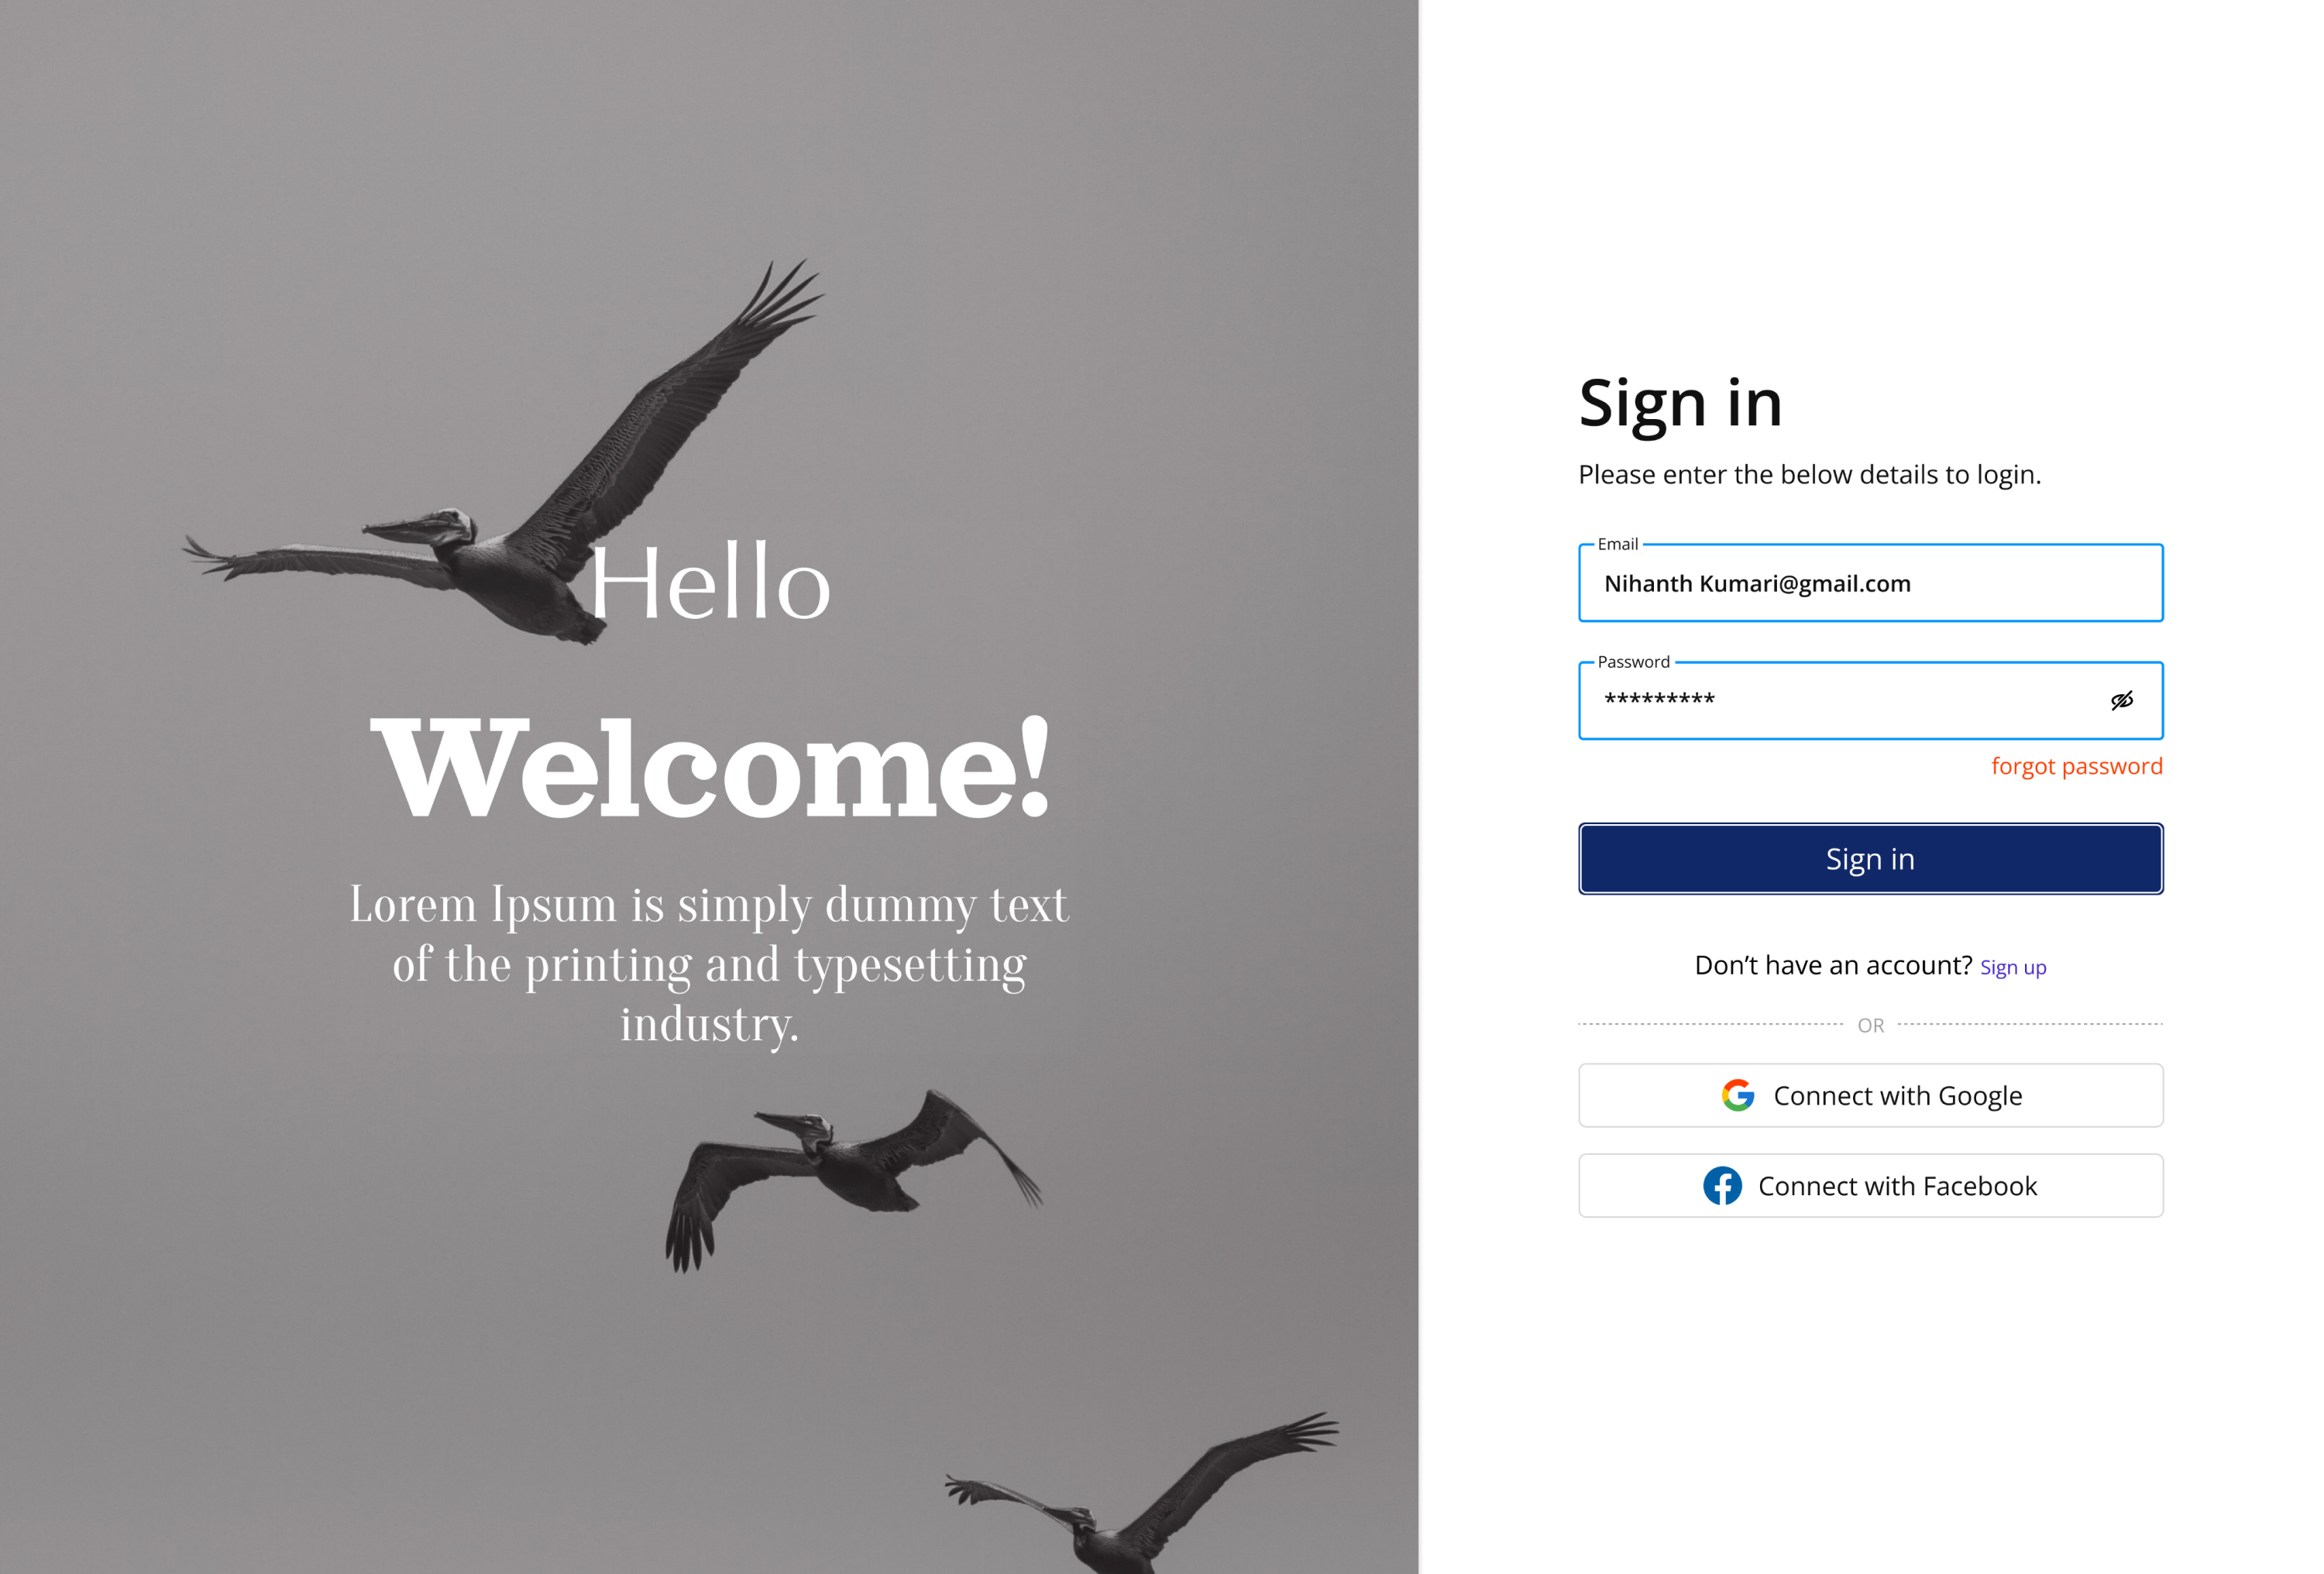 Hello
Welcome!
Lorem Ipsum is simply dummy text
of the printing and typesetting
industry.
Sign in
Please enter the below details to login.
Email
Nihanth Kumari@gmail.com
Password
*********
forgot password
Sign in
Don’t have an account? Sign up
OR
Connect with Google
Connect with Facebook